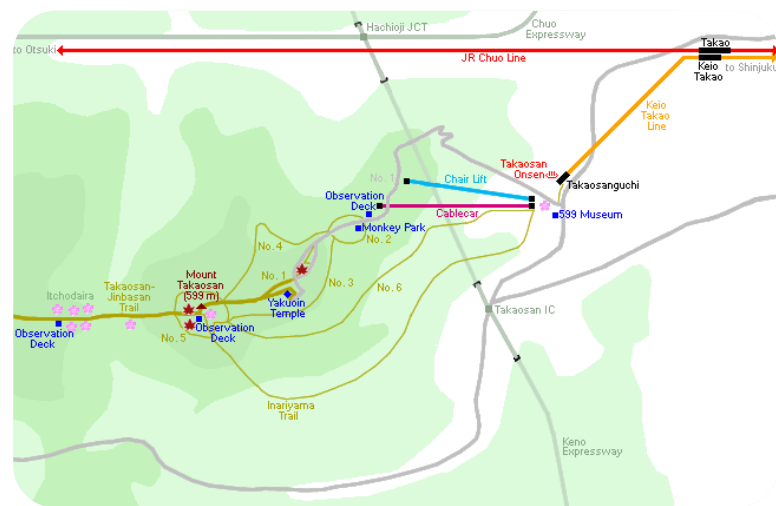 Hachioji JCT
Chuo
Expressway
to Otsuki
JR Chuo Line
Takao
Keio
Takao
to Shinjuku
Keio
Takao
Line
Takaosan
Onsen
Takaosanguchi
No. 1
Chair Lift
Observation
Deck
Cablecar
599 Museum
Monkey Park
No. 2
No. 4
No. 1
No. 3
No. 6
Mount
Takaosan
(599 m)
Takaosan-
Jinbasan
Trail
Itchodaira
Yakuoin
Temple
Takaosan IC
Observation
Deck
Observation
Deck
No. 5
Inariyama
Trail
Keno
Expressway